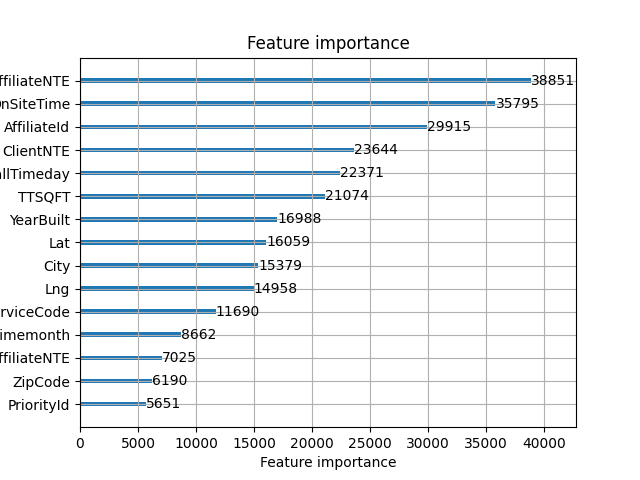 Feature importance
ffiliateNTE 38851
nSiteTime 35795
AffiliateId 29915
ClientNTE 23644
allTimeday 22371
TTSQFT 21074
YearBuilt 16988
Lat 16059
City 15379
Lng 14958
rviceCode 11690
imemonth 8662
ffiliateNTE 7025
ZipCode 6190
PriorityId 5651
0 5000 10000 15000 20000 25000 30000 35000 40000
Feature importance